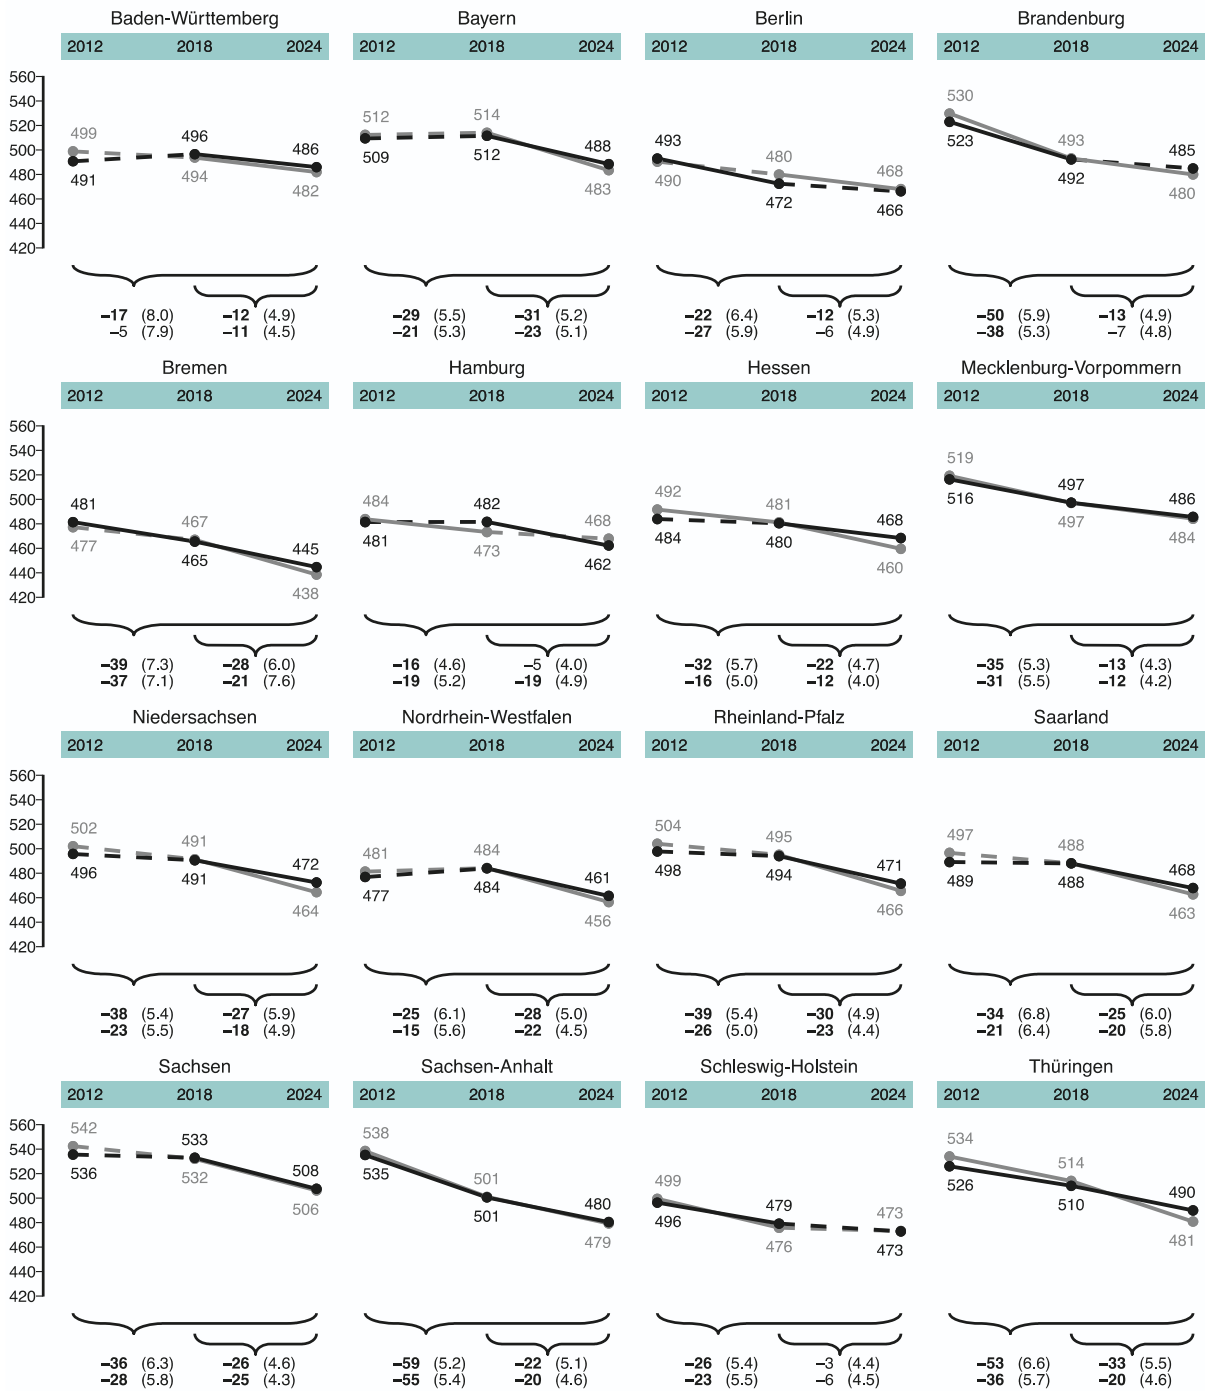 Baden-Württemberg Bayern Berlin Brandenburg
2012 2018 2024 2012 2018 2024 2012 2018 2024 2012 2018 2024
560
540
520
500
480
460
440
420
499 496 486
491 494 482
512 514 488
509 512 483
493 480 468
490 472 466
530 493 485
523 492 480
–17 (8.0) –12 (4.9) –29 (5.5) –31 (5.2) –22 (6.4) –12 (5.3) –50 (5.9) –13 (4.9)
–5 (7.9) –11 (4.5) –21 (5.3) –23 (5.1) –27 (5.9) –6 (4.9) –38 (5.3) –7 (4.8)
Bremen Hamburg Hessen Mecklenburg-Vorpommern
2012 2018 2024 2012 2018 2024 2012 2018 2024 2012 2018 2024
560
540
520
500
480
460
440
420
481 467 445
477 465 438
484 482 468
481 473 462
492 481 468
484 480 460
519 497 486
516 497 484
–39 (7.3) –28 (6.0) –16 (4.6) –5 (4.0) –32 (5.7) –22 (4.7) –35 (5.3) –13 (4.3)
–37 (7.1) –21 (7.6) –19 (5.2) –19 (4.9) –16 (5.0) –12 (4.0) –31 (5.5) –12 (4.2)
Niedersachsen Nordrhein-Westfalen Rheinland-Pfalz Saarland
2012 2018 2024 2012 2018 2024 2012 2018 2024 2012 2018 2024
560
540
520
500
480
460
440
420
502 491 472
496 491 464
481 484 461
477 484 456
504 495 471
498 494 466
497 488 468
489 488 463
–38 (5.4) –27 (5.9) –25 (6.1) –28 (5.0) –39 (5.4) –30 (4.9) –34 (6.8) –25 (6.0)
–23 (5.5) –18 (4.9) –15 (5.6) –22 (4.5) –26 (5.0) –23 (4.4) –21 (6.4) –20 (5.8)
Sachsen Sachsen-Anhalt Schleswig-Holstein Thüringen
2012 2018 2024 2012 2018 2024 2012 2018 2024 2012 2018 2024
560
540
520
500
480
460
440
420
542 533 508
536 532 506
538 501 480
535 501 479
499 479 473
496 476 473
534 514 490
526 510 481
–36 (6.3) –26 (4.6) –59 (5.2) –22 (5.1) –26 (5.4) –3 (4.4) –53 (6.6) –33 (5.5)
–28 (5.8) –25 (4.3) –55 (5.4) –20 (4.6) –23 (5.5) –6 (4.5) –36 (5.7) –20 (4.6)